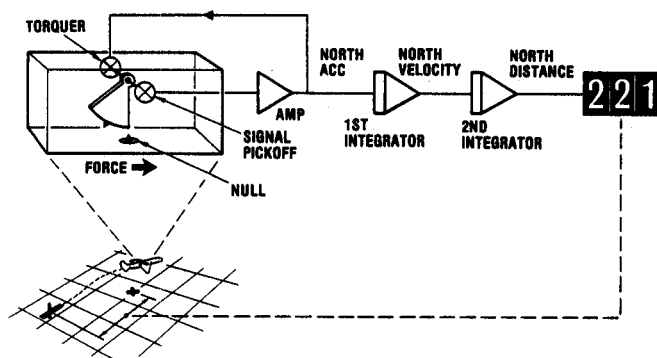 TORQUER
NORTH
ACC
NORTH
VELOCITY
NORTH
DISTANCE
221
AMP
SIGNAL
PICKOFF
1ST
INTEGRATOR
2ND
INTEGRATOR
FORCE
NULL